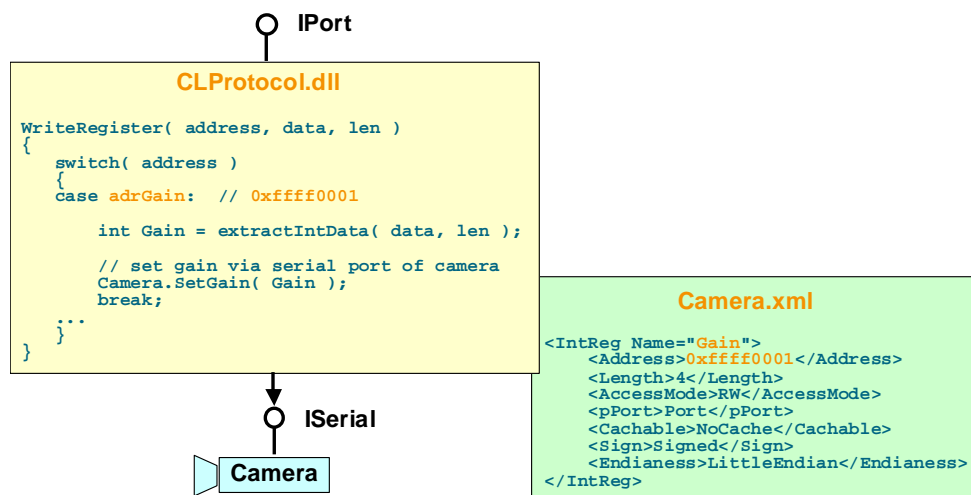 IPort
CLProtocol.dll
WriteRegister( address, data, len )
{
switch( address )
{
case adrGain: // 0xffff0001
int Gain = extractIntData( data, len );
// set gain via serial port of camera
Camera.SetGain( Gain );
break;
...
}
}
ISerial
Camera
Camera.xml
<IntReg Name="Gain">
<Address>0xffff0001</Address>
<Length>4</Length>
<AccessMode>RW</AccessMode>
<pPort>Port</pPort>
<Cachable>NoCache</Cachable>
<Sign>Signed</Sign>
<Endianess>LittleEndian</Endianess>
</IntReg>